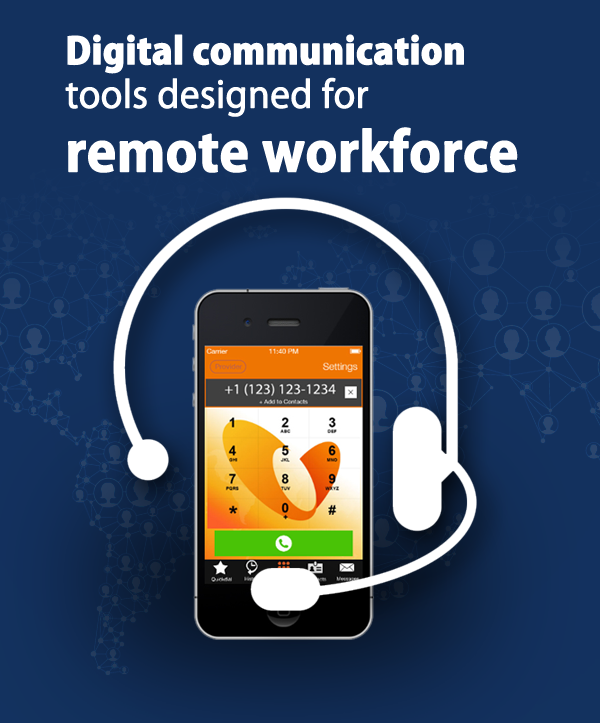 Digital communication
tools designed for
remote workforce
Carrier 11:40 PM
Settings
+1 (123) 123-1234
+ Add to Contacts
1 2 3
ABC DEF
4 5 6
GHI JKL MNO
7 8 9
PQRS TUV WXYZ
* 0 #
+
Messages